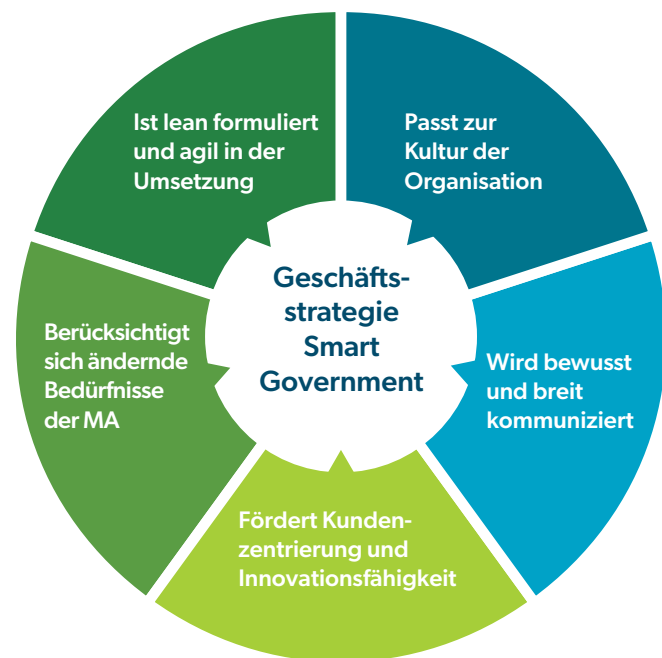 Ist lean formuliert
und agil in der
Umsetzung
Passt zur
Kultur der
Organisation
Geschäfts-
strategie
Smart
Government
Berücksichtigt
sich ändernde
Bedürfnisse
der MA
Wird bewusst
und breit
kommuniziert
Fördert Kunden-
zentrierung und
Innovationsfähigkeit